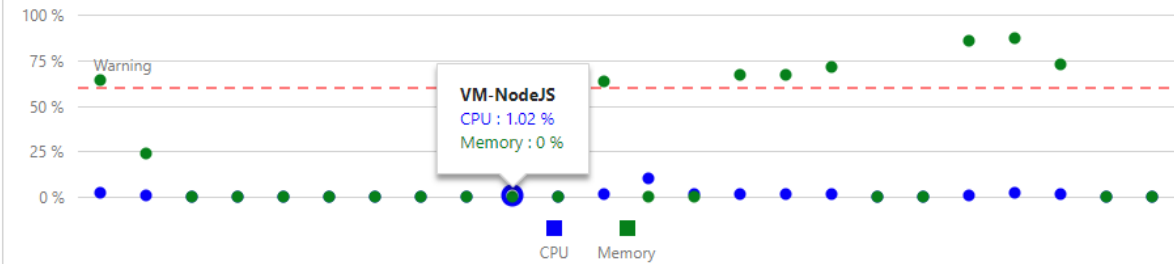 100 %
75 %
Warning
50 %
25 %
0 %
VM-NodeJS
CPU : 1.02 %
Memory : 0 %
CPU
Memory